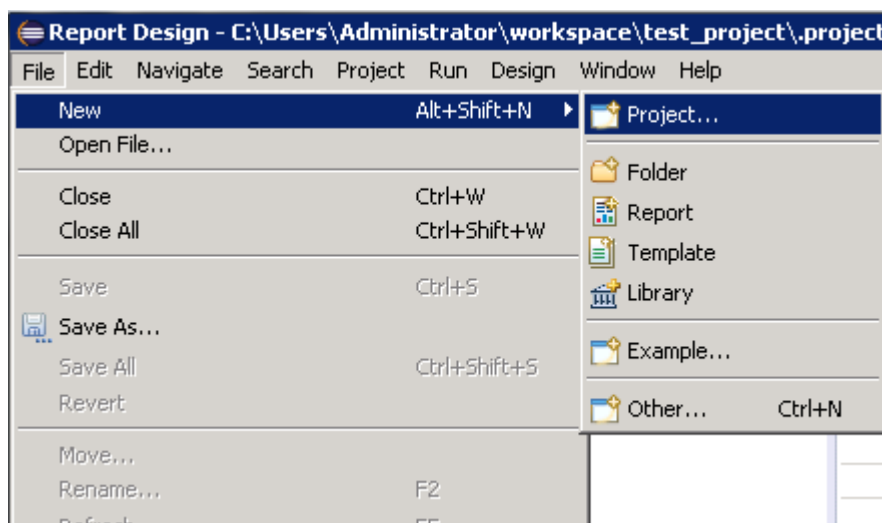 Report Design - C:\Users\Administrator\workspace\test_project\.project
File Edit Navigate Search Project Run Design Window Help
New Alt+Shift+N
Open File...
Close Ctrl+W
Close All Ctrl+Shift+W
Save Ctrl+S
Save As...
Save All Ctrl+Shift+S
Revert
Move...
Rename... F2
Project...
Folder
Report
Template
Library
Example...
Other... Ctrl+N